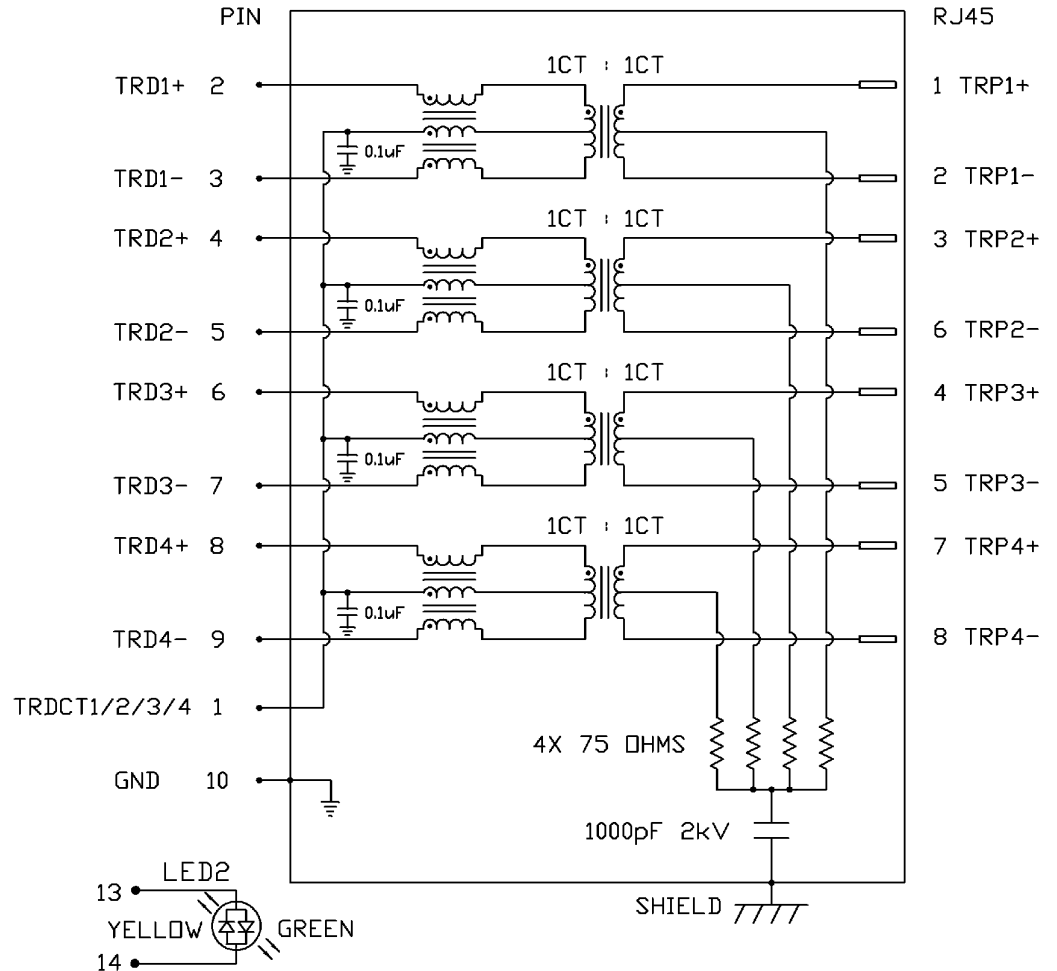 PIN RJ45
1CT : 1CT
TRD1+ 2 1 TRP1+
0.1uF
TRD1- 3 2 TRP1-
1CT : 1CT
TRD2+ 4 3 TRP2+
0.1uF
TRD2- 5 6 TRP2-
1CT : 1CT
TRD3+ 6 4 TRP3+
0.1uF
TRD3- 7 5 TRP3-
1CT : 1CT
TRD4+ 8 7 TRP4+
0.1uF
TRD4- 9 8 TRP4-
TRDCT1/2/3/4 1
4X 75 OHMS
GND 10
1000pF 2kV
LED2
13
SHIELD
YELLOW GREEN
14